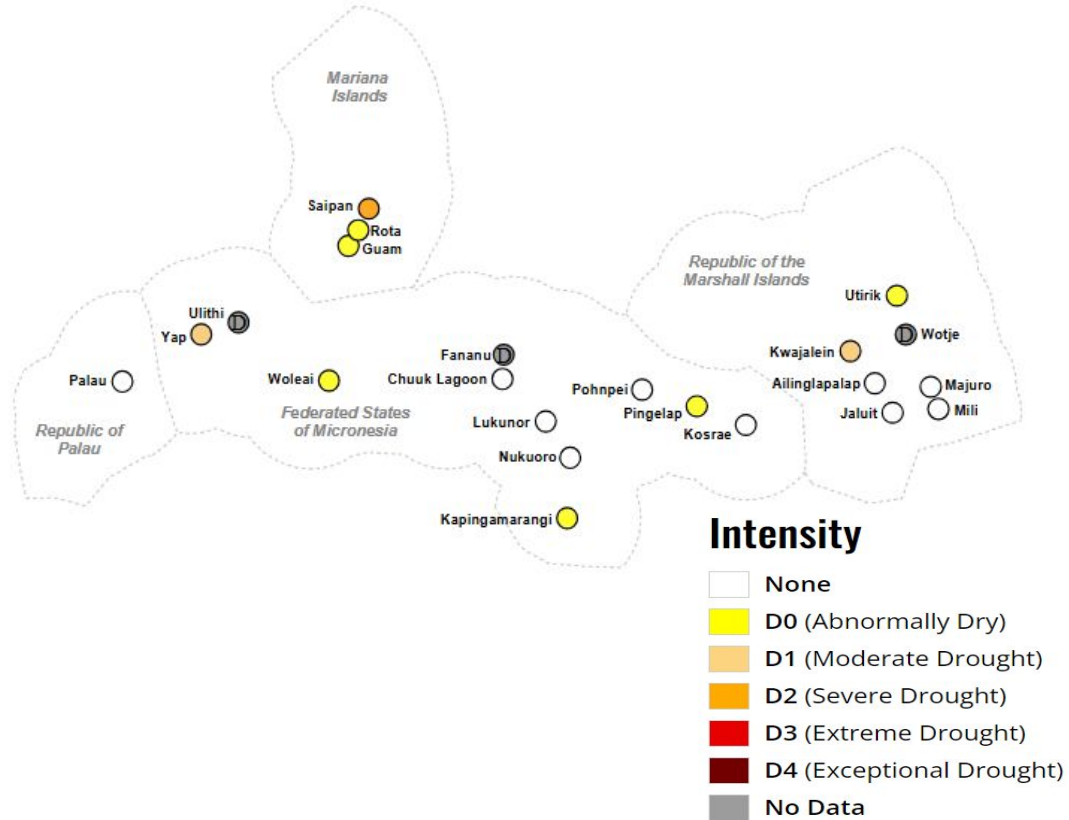 Mariana
Islands
Saipan
Rota
Guam
Republic of the
Marshall Islands
Utirik
Ulithi
D
Yap
Wotje
D
Fananu
D
Kwajalein
Palau
Woleai
Chuuk Lagoon
Ailinglapalap
Majuro
Pohnpei
Pingelap
Jaluit
Mili
Federated States
of Micronesia
Lukunor
Kosrae
Republic of
Palau
Nukuoro
Kapingamarangi
Intensity
None
D0 (Abnormally Dry)
D1 (Moderate Drought)
D2 (Severe Drought)
D3 (Extreme Drought)
D4 (Exceptional Drought)
No Data